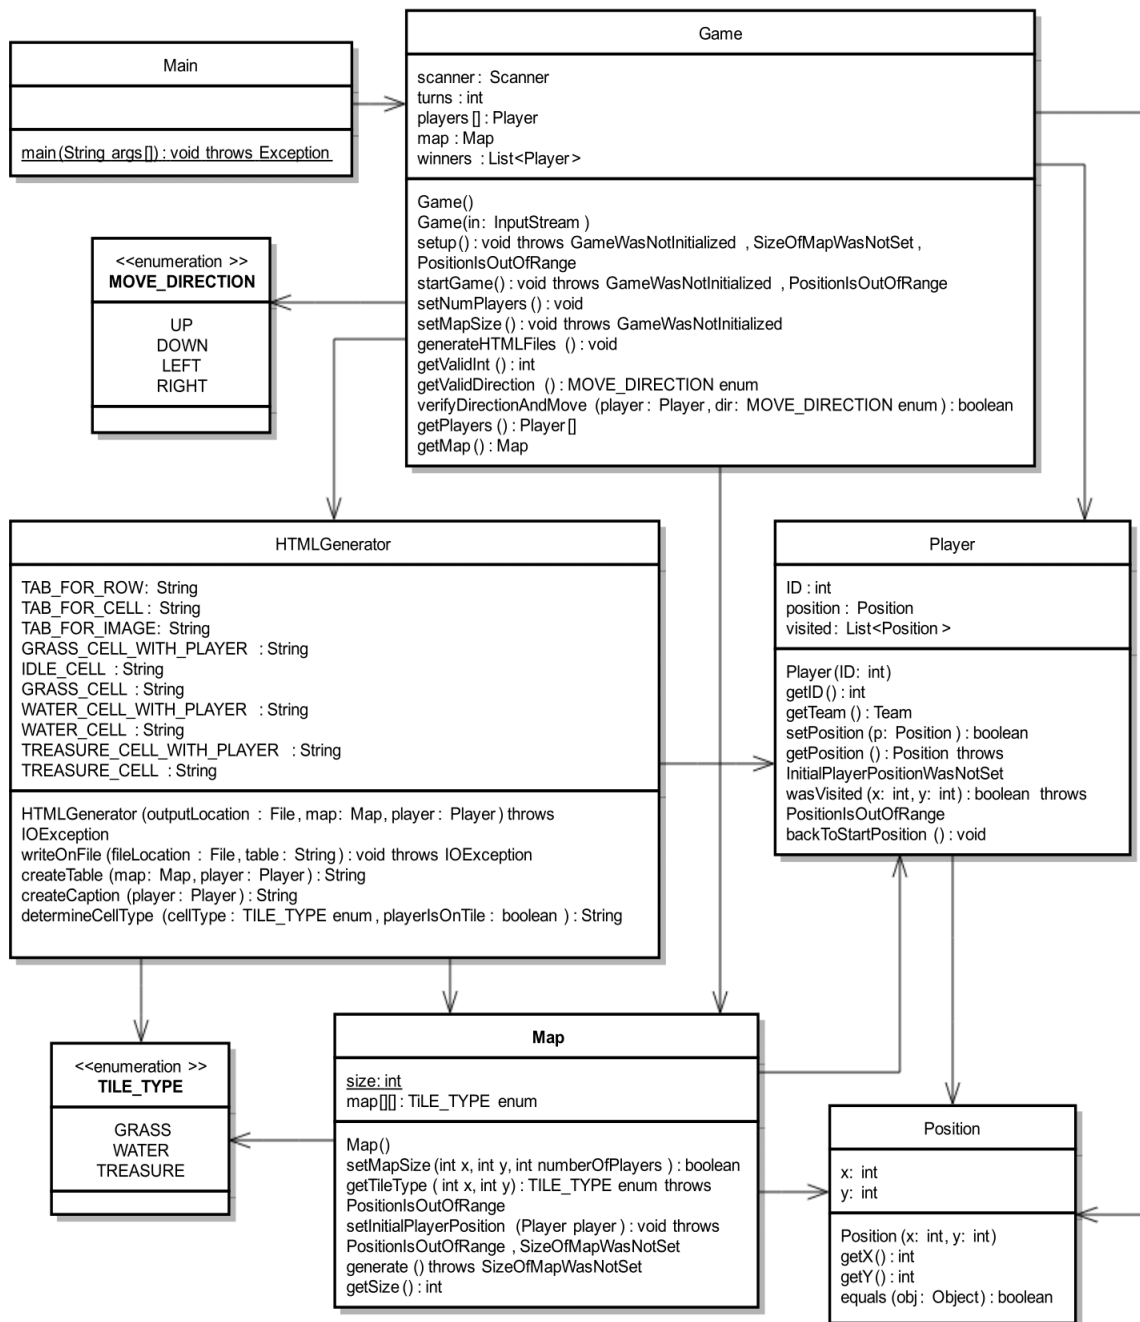 Main
main(String args[]) : void throws Exception
Game
scanner : Scanner
turns : int
players[] : Player
map : Map
winners : List<Player>
Game()
Game(in: InputStream )
setup() : void throws GameWasNotInitialized , SizeOfMapWasNotSet ,
PositionIsOutOfRange
startGame() : void throws GameWasNotInitialized , PositionIsOutOfRange
setNumPlayers () : void
setMapSize () : void throws GameWasNotInitialized
generateHTMLFiles () : void
getValidInt () : int
getValidDirection () : MOVE_DIRECTION enum
verifyDirectionAndMove (player : Player, dir: MOVE_DIRECTION enum ) : boolean
getPlayers () : Player[]
getMap() : Map
<<enumeration >>
MOVE_DIRECTION
UP
DOWN
LEFT
RIGHT
HTMLGenerator
TAB_FOR_ROW: String
TAB_FOR_CELL : String
TAB_FOR_IMAGE: String
GRASS_CELL_WITH_PLAYER : String
IDLE_CELL : String
GRASS_CELL : String
WATER_CELL_WITH_PLAYER : String
WATER_CELL : String
TREASURE_CELL_WITH_PLAYER : String
TREASURE_CELL : String
HTMLGenerator (outputLocation : File, map: Map, player : Player) throws
IOException
writeOnFile (fileLocation : File, table : String) : void throws IOException
createTable (map: Map, player: Player) : String
createCaption (player : Player) : String
determineCellType (cellType : TILE_TYPE enum, playerIsOnTile : boolean ) : String
Player
ID : int
position : Position
visited : List<Position >
Player(ID: int)
getID() : int
getTeam () : Team
setPosition (p: Position ) : boolean
getPosition () : Position throws
InitialPlayerPositionWasNotSet
wasVisited (x: int, y: int) : boolean throws
PositionIsOutOfRange
backToStartPosition () : void
<<enumeration >>
TILE_TYPE
GRASS
WATER
TREASURE
Map
size: int
map[][] : TiLE_TYPE enum
Map()
setMapSize (int x, int y, int numberOfPlayers ) : boolean
getTileType ( int x, int y) : TILE_TYPE enum throws
PositionIsOutOfRange
setInitialPlayerPosition (Player player) : void throws
PositionIsOutOfRange , SizeOfMapWasNotSet
generate () throws SizeOfMapWasNotSet
getSize () : int
Position
x: int
y: int
Position (x: int, y: int)
getX() : int
getY() : int
equals (obj: Object) : boolean